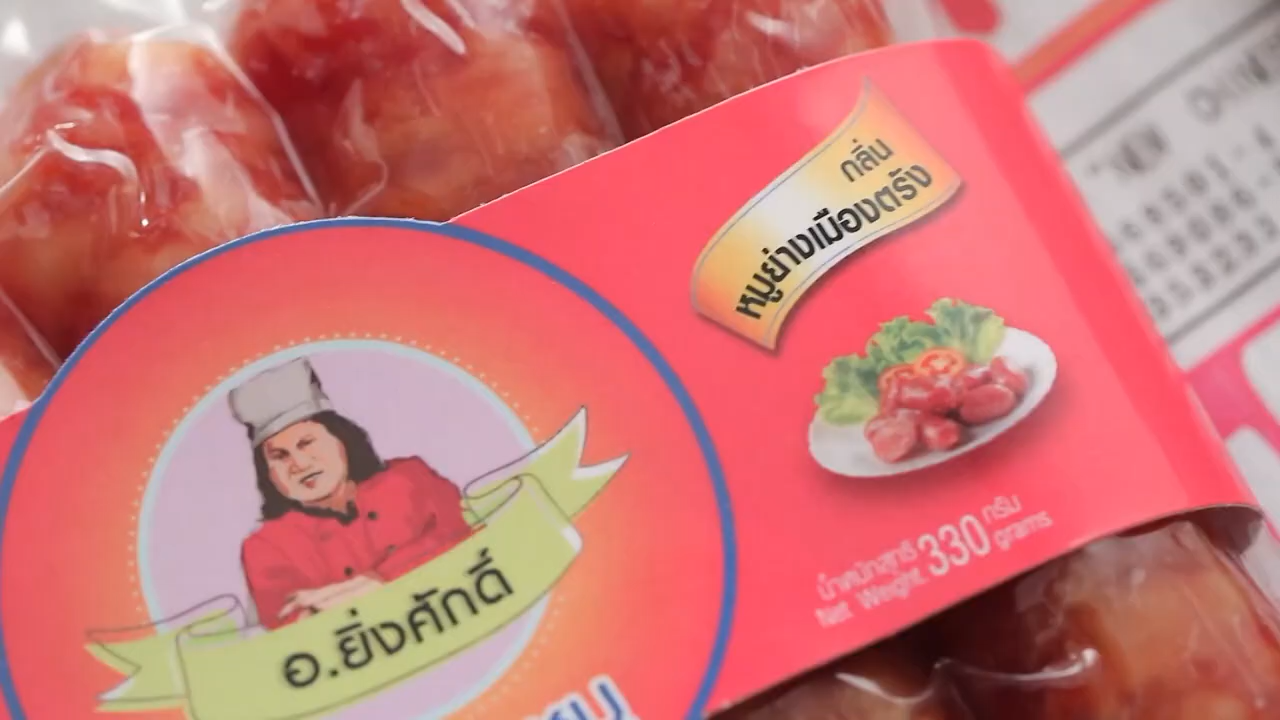 กลิ่น
หมูย่างเมืองตรัง
น้ำหนักสุทธิ 330 กรัม
Net Weight. grams
อ.ยิ่งศักดิ์